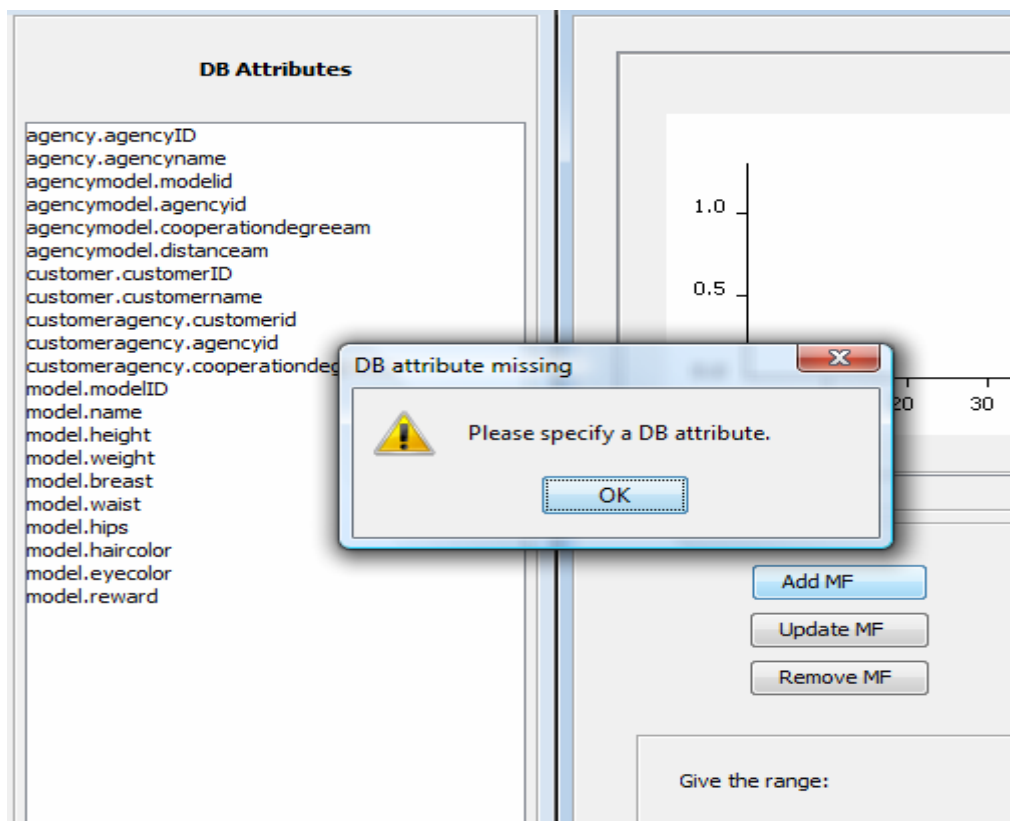 DB Attributes
agency.agencyID
agency.agencyname
agencymodel.modelid
agencymodel.agencyid
agencymodel.cooperationdegreeam
agencymodel.distanceam
customer.customerID
customer.customername
customeragency.customerid
customeragency.agencyid
customeragency.cooperationdeg
model.modelID
model.name
model.height
model.weight
model.breast
model.waist
model.hips
model.haircolor
model.eyecolor
model.reward
1.0
0.5
20 30
DB attribute missing
Please specify a DB attribute.
OK
Add MF
Update MF
Remove MF
Give the range: